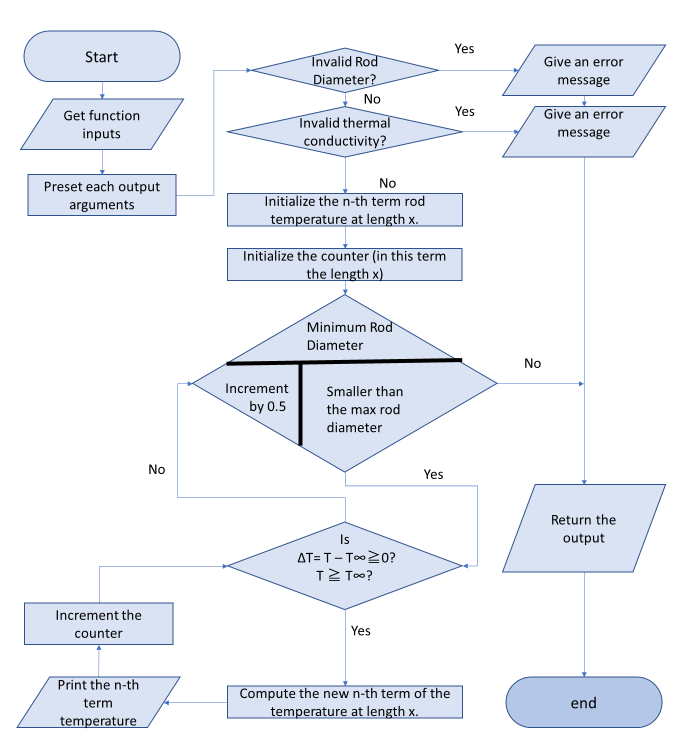 Start
Get function
inputs
Preset each output
arguments
Invalid Rod
Diameter?
Yes
Give an error
message
No
Invalid thermal
conductivity?
Yes
Give an error
message
No
Initialize the n-th term rod
temperature at length x.
Initialize the counter (in this term
the length x)
Minimum Rod
Diameter
Increment
by 0.5
Smaller than
the max rod
diameter
No
No
Yes
Is
ΔT= T – T∞≧0?
T ≧ T∞?
Return the
output
Increment the
counter
Yes
Print the n-th
term
temperature
Compute the new n-th term of the
temperature at length x.
end